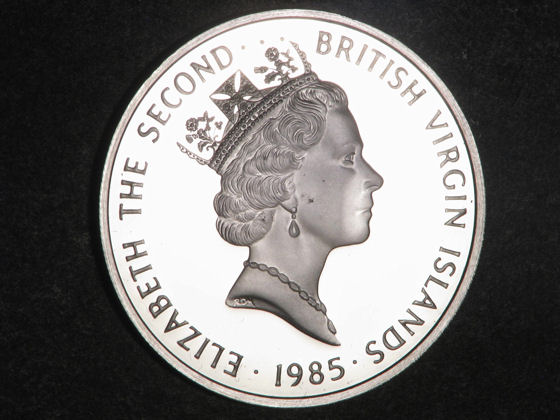 ELIZABETH THE SECOND · BRITISH VIRGIN ISLANDS · 1985 ·
RDM